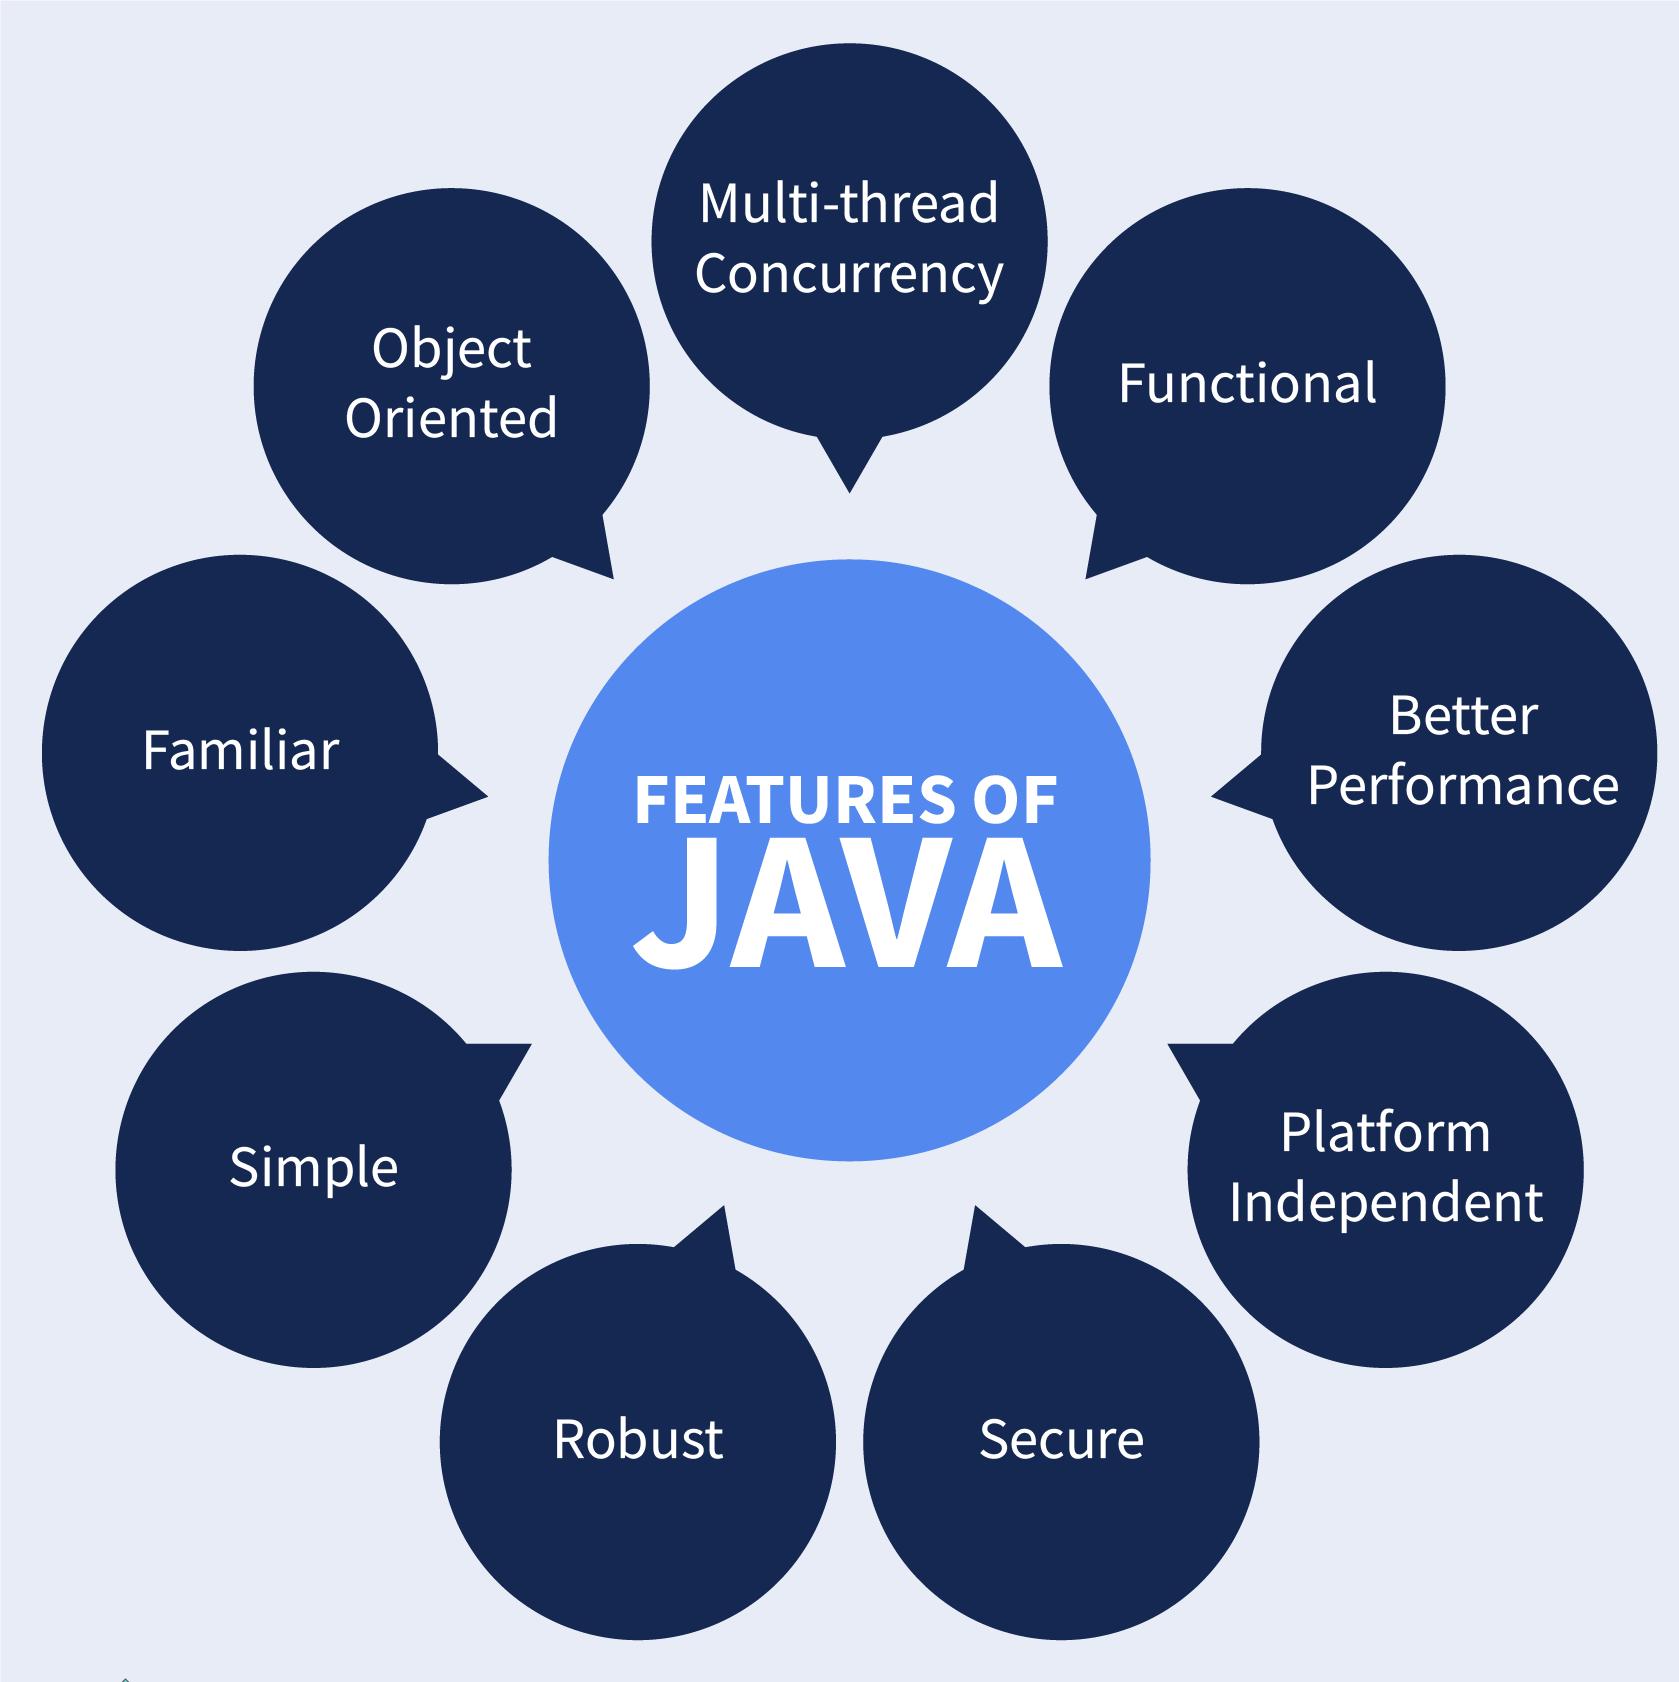 Multi-thread
Concurrency
Functional
Better
Performance
Platform
Independent
Secure
Robust
Simple
Familiar
Object
Oriented
FEATURES OF
JAVA